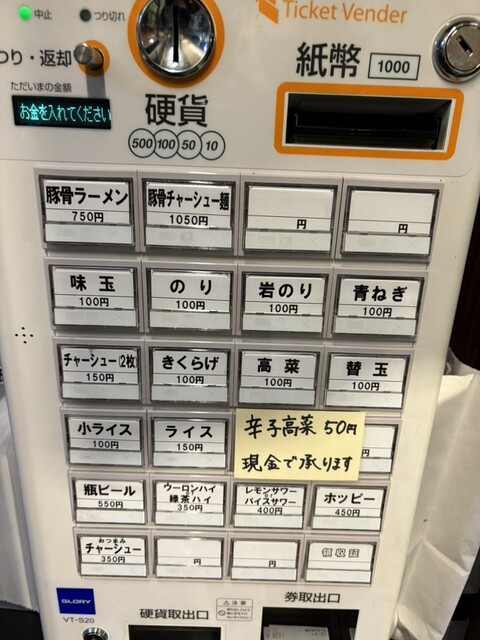 中止
つり切れ
Ticket Vender
つり・返却
ただいまの金額
お金を入れてください
硬貨
500 100 50 10
紙幣 1000
豚骨ラーメン
750円
豚骨チャーシュー麺
1050円
円
円
味玉
100円
のり
100円
岩のり
100円
青ねぎ
100円
チャーシュー(2枚)
150円
きくらげ
100円
高菜
100円
替玉
100円
小ライス
100円
ライス
150円
辛子高菜 50円
現金で承ります
円
瓶ビール
550円
ウーロンハイ
緑茶ハイ
350円
レモンサワー
バイスサワー
400円
ホッピー
450円
おつまみ
チャーシュー
350円
円
円
領収証
GLORY
VT-S20
硬貨取出口
注意
券取出口